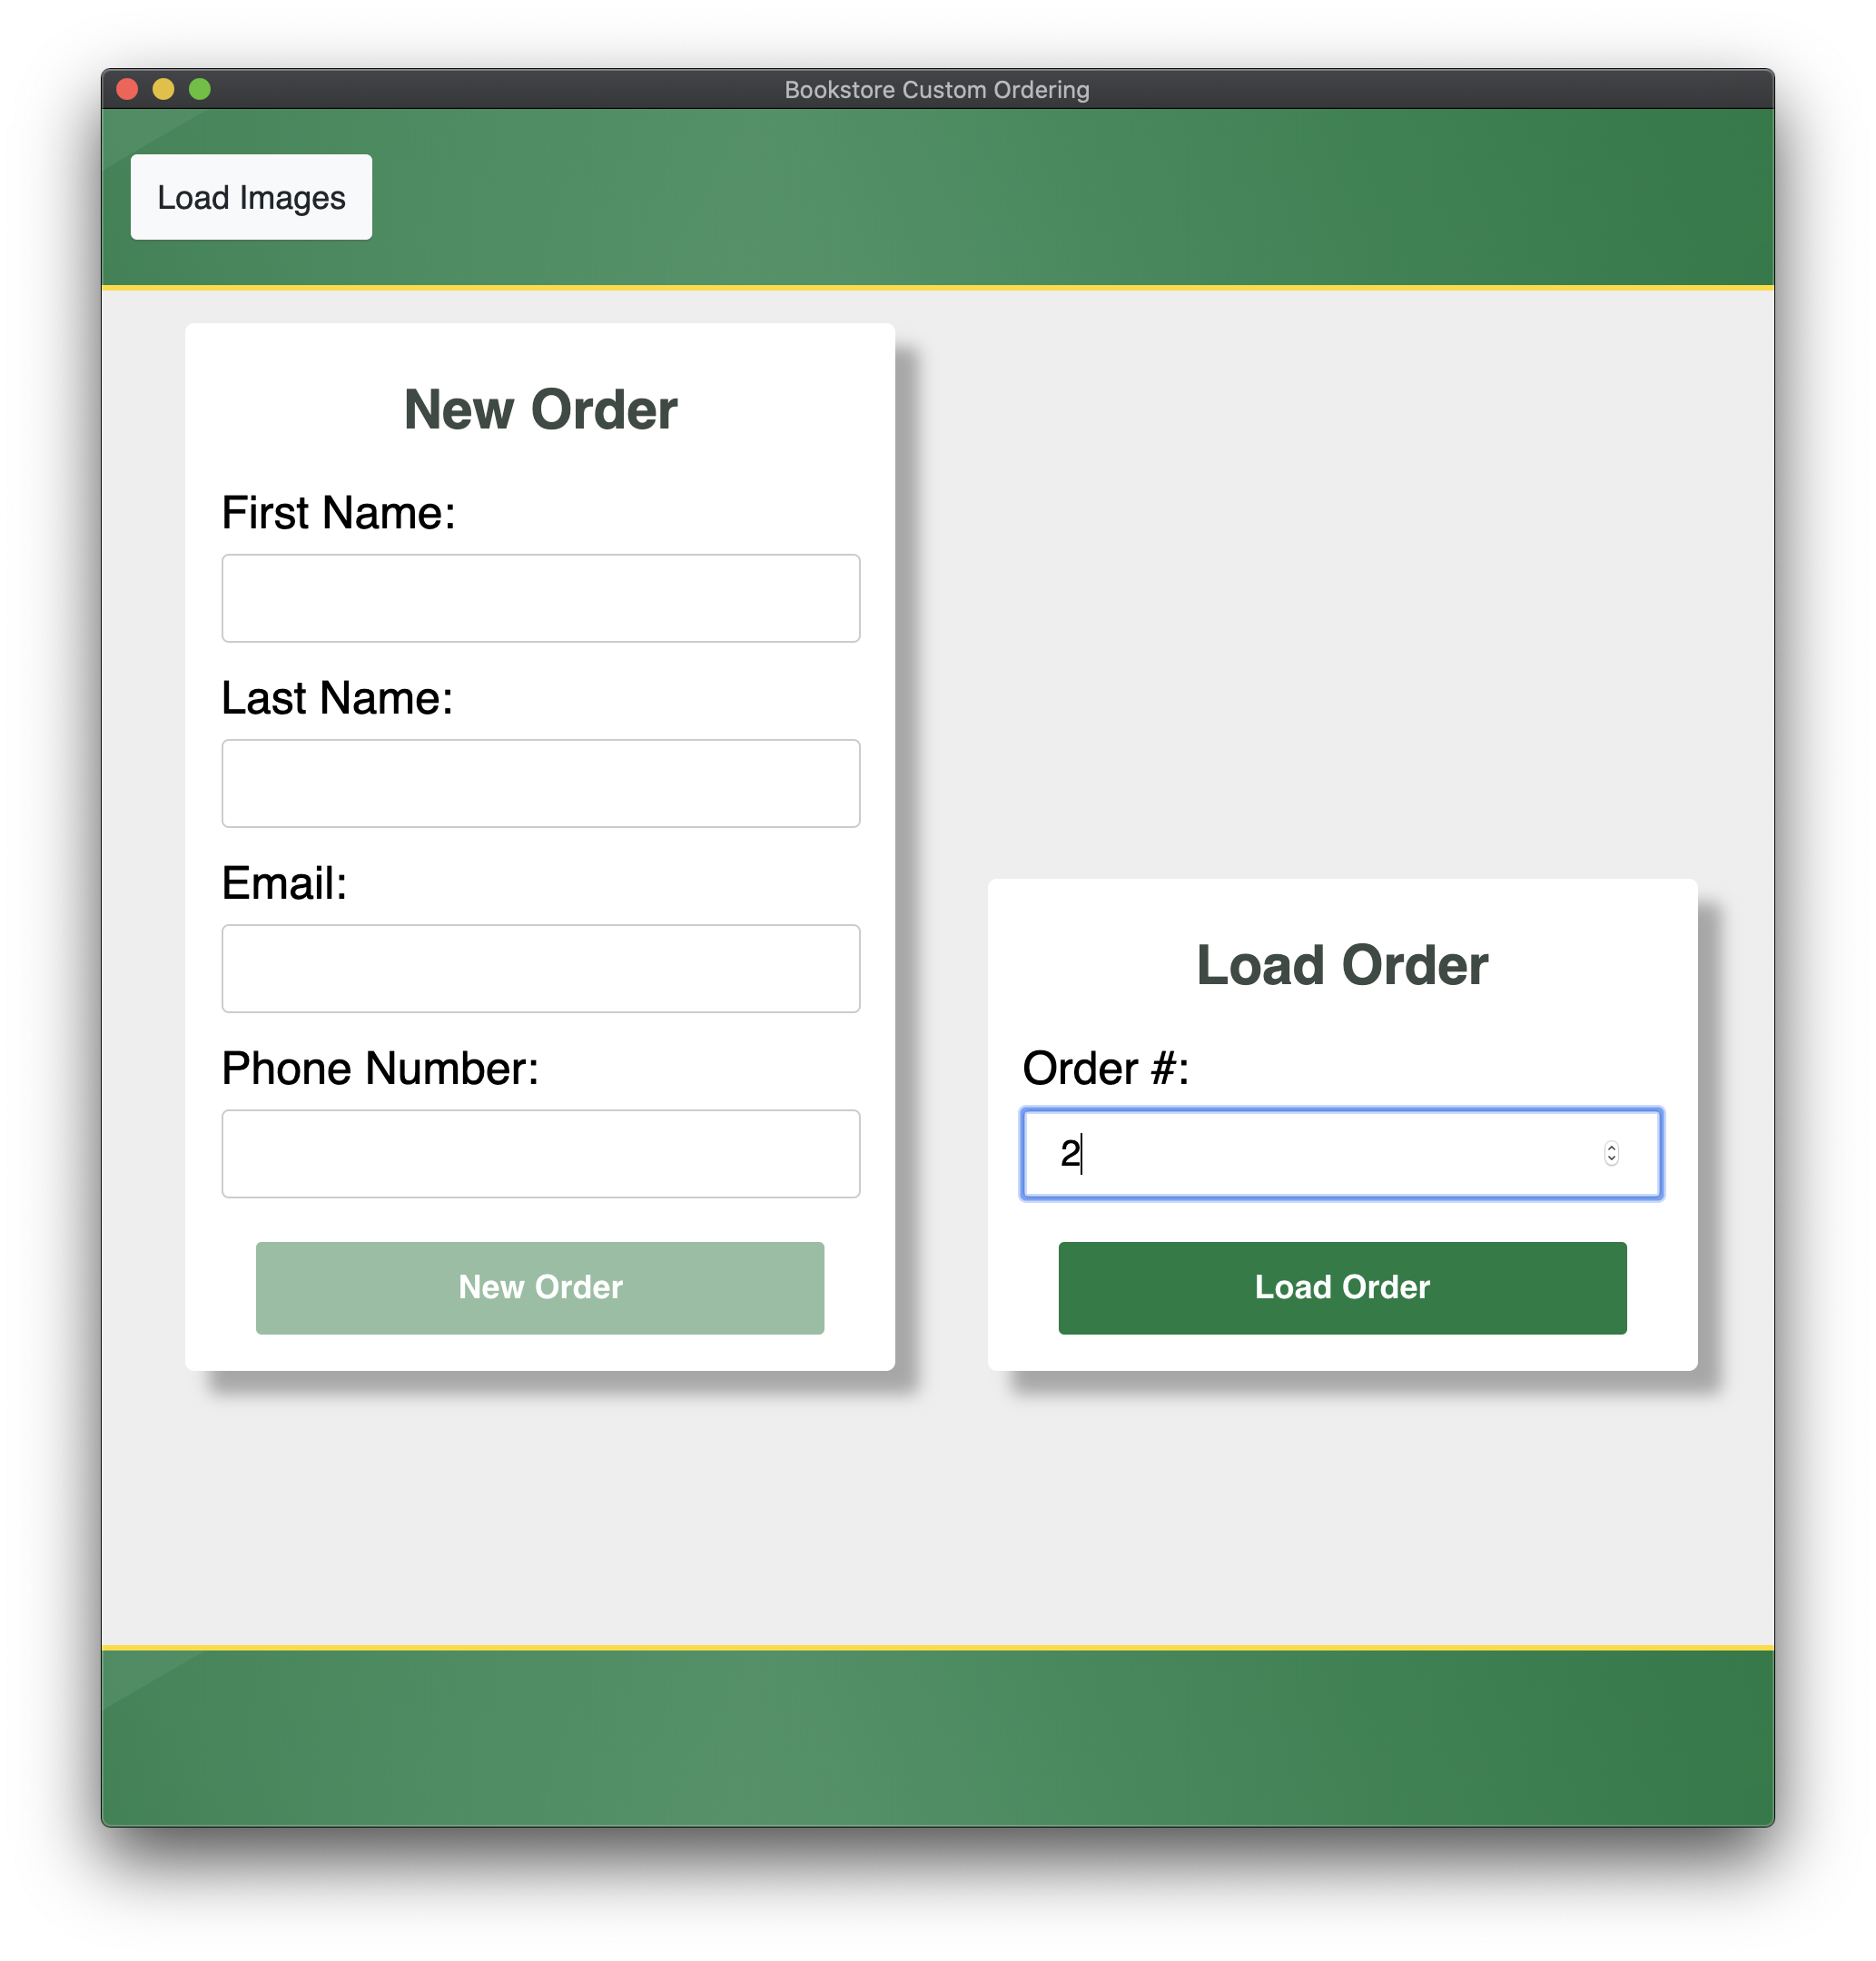 Bookstore Custom Ordering
Load Images
New Order
First Name:
Last Name:
Email:
Phone Number:
New Order
Load Order
Order #:
2
Load Order